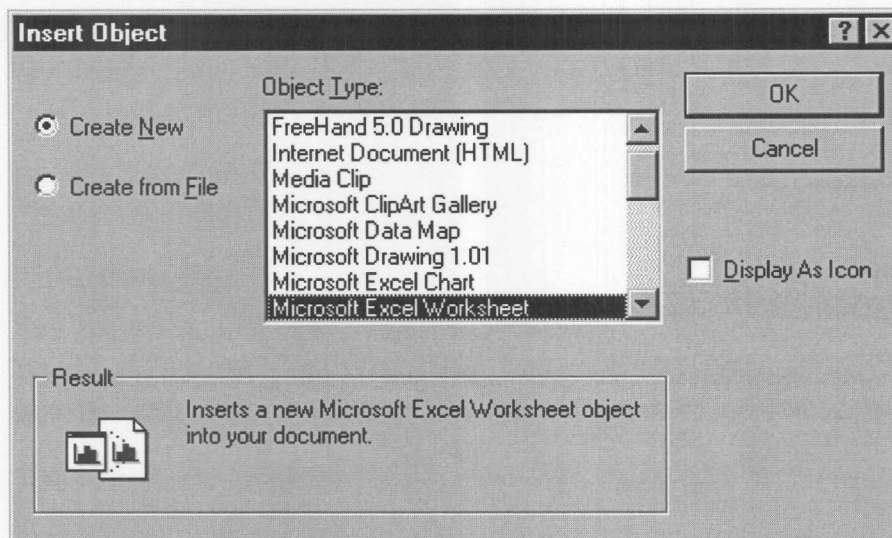 Insert Object
Object Type:
Create New
Create from File
FreeHand 5.0 Drawing
Internet Document (HTML)
Media Clip
Microsoft ClipArt Gallery
Microsoft Data Map
Microsoft Drawing 1.01
Microsoft Excel Chart
Microsoft Excel Worksheet
OK
Cancel
Display As Icon
Result
Inserts a new Microsoft Excel Worksheet object
into your document.